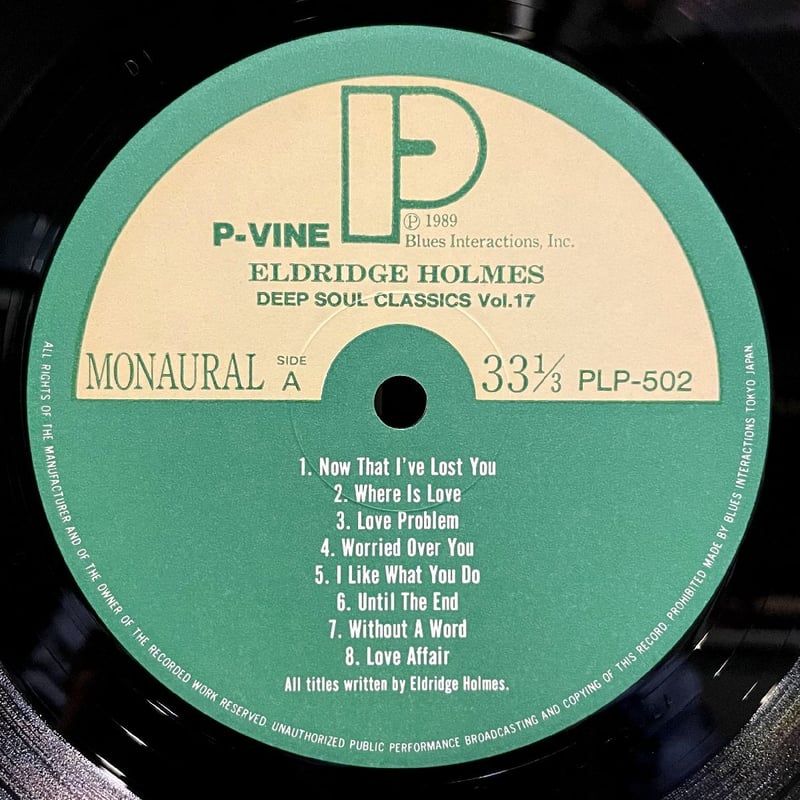 P
P-VINE
℗ 1989
Blues Interactions, Inc.
ELDRIDGE HOLMES
DEEP SOUL CLASSICS Vol.17
MONAURAL SIDE A 33⅓ PLP-502
1. Now That I've Lost You
2. Where Is Love
3. Love Problem
4. Worried Over You
5. I Like What You Do
6. Until The End
7. Without A Word
8. Love Affair
All titles written by Eldridge Holmes.
ALL RIGHTS OF THE MANUFACTURER AND OF THE OWNER OF THE RECORDED WORK RESERVED. UNAUTHORIZED PUBLIC PERFORMANCE BROADCASTING AND COPYING OF THIS RECORD. PROHIBITED MADE BY BLUES INTERACTIONS TOKYO JAPAN.